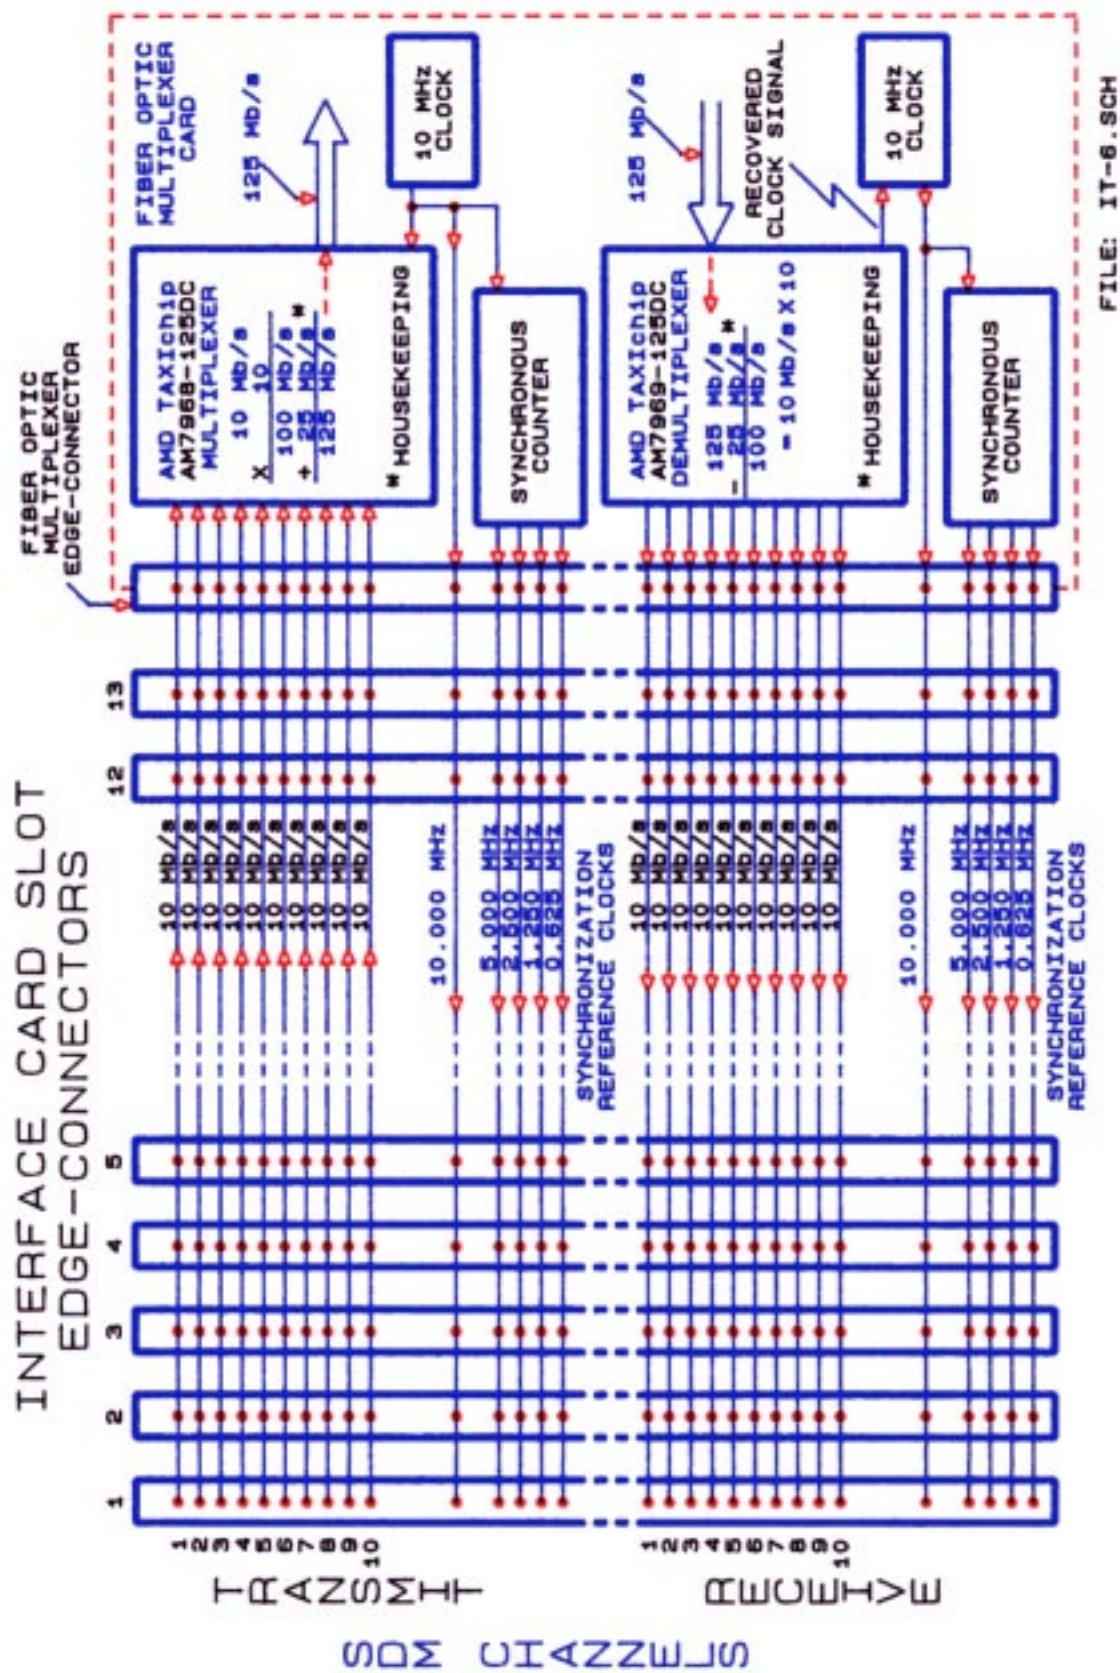 INTERFACE CARD SLOT
EDGE-CONNECTORS
1
2
3
4
5
12
13
FIBER OPTIC
MULTIPLEXER
EDGE-CONNECTOR
FIBER OPTIC
MULTIPLEXER
CARD
SDM CHANNELS
TRANSMIT
1
2
3
4
5
6
7
8
9
10
10 Mb/s
10 Mb/s
10 Mb/s
10 Mb/s
10 Mb/s
10 Mb/s
10 Mb/s
10 Mb/s
10 Mb/s
10 Mb/s
10.000 MHz
5.000 MHz
2.500 MHz
1.250 MHz
0.625 MHz
SYNCHRONIZATION
REFERENCE CLOCKS
AMD TAXIchip
AM7968-125DC
MULTIPLEXER
10 Mb/s
X 10
100 Mb/s
+ 25 Mb/s *
125 Mb/s
* HOUSEKEEPING
125 Mb/s
10 MHz
CLOCK
SYNCHRONOUS
COUNTER
RECEIVE
1
2
3
4
5
6
7
8
9
10
10 Mb/s
10 Mb/s
10 Mb/s
10 Mb/s
10 Mb/s
10 Mb/s
10 Mb/s
10 Mb/s
10 Mb/s
10 Mb/s
10.000 MHz
5.000 MHz
2.500 MHz
1.250 MHz
0.625 MHz
SYNCHRONIZATION
REFERENCE CLOCKS
AMD TAXIchip
AM7969-125DC
DEMULTIPLEXER
125 Mb/s
- 25 Mb/s *
100 Mb/s
= 10 Mb/s X 10
* HOUSEKEEPING
125 Mb/s
RECOVERED
CLOCK SIGNAL
10 MHz
CLOCK
SYNCHRONOUS
COUNTER
FILE: IT-6.SCH